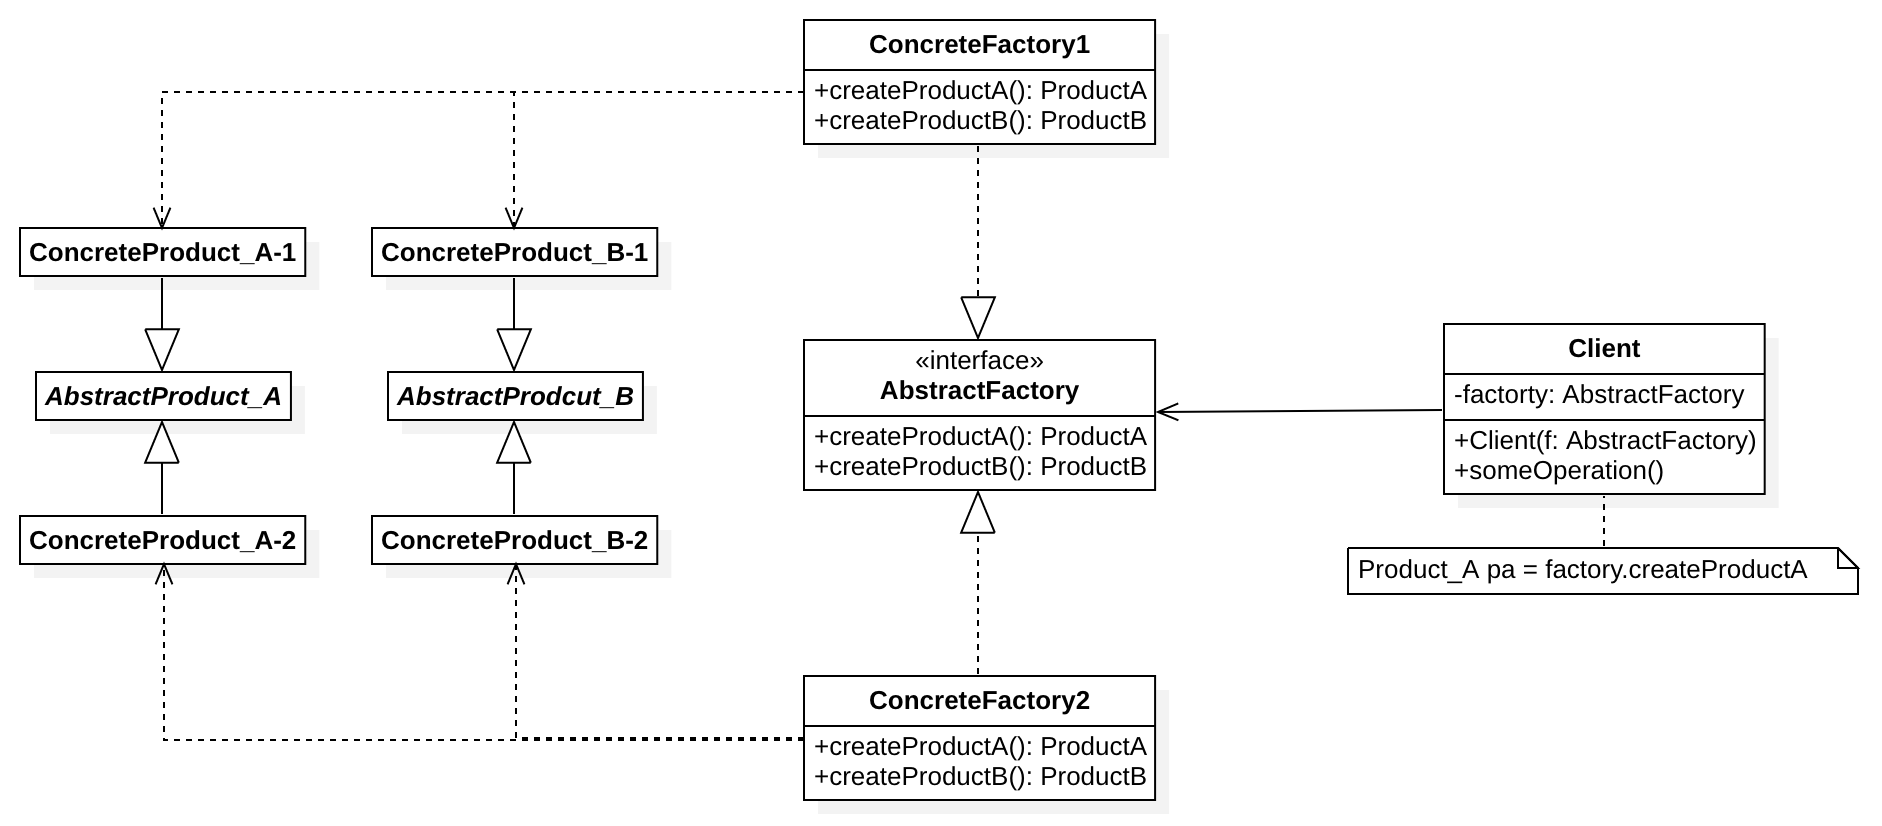 ConcreteFactory1
+createProductA(): ProductA
+createProductB(): ProductB
ConcreteProduct_A-1
ConcreteProduct_B-1
AbstractProduct_A
AbstractProdcut_B
«interface»
AbstractFactory
+createProductA(): ProductA
+createProductB(): ProductB
Client
-factorty: AbstractFactory
+Client(f: AbstractFactory)
+someOperation()
ConcreteProduct_A-2
ConcreteProduct_B-2
Product_A pa = factory.createProductA
ConcreteFactory2
+createProductA(): ProductA
+createProductB(): ProductB